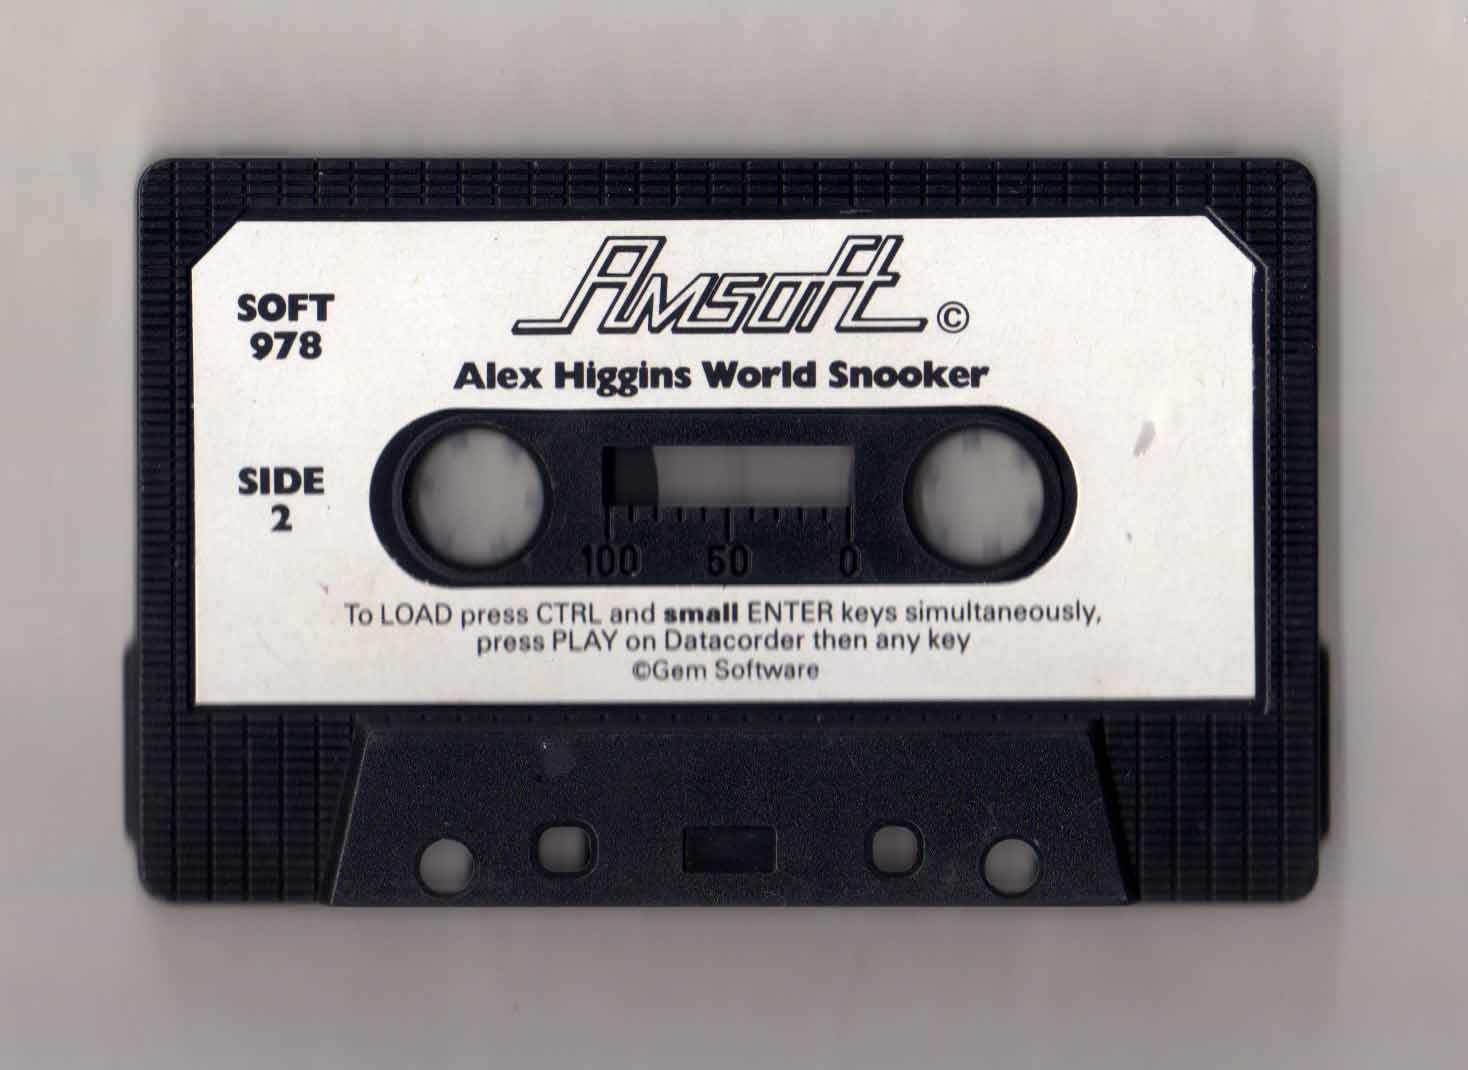 Amsoft ©
SOFT
978
Alex Higgins World Snooker
SIDE
2
100 50 0
To LOAD press CTRL and small ENTER keys simultaneously,
press PLAY on Datacorder then any key
©Gem Software